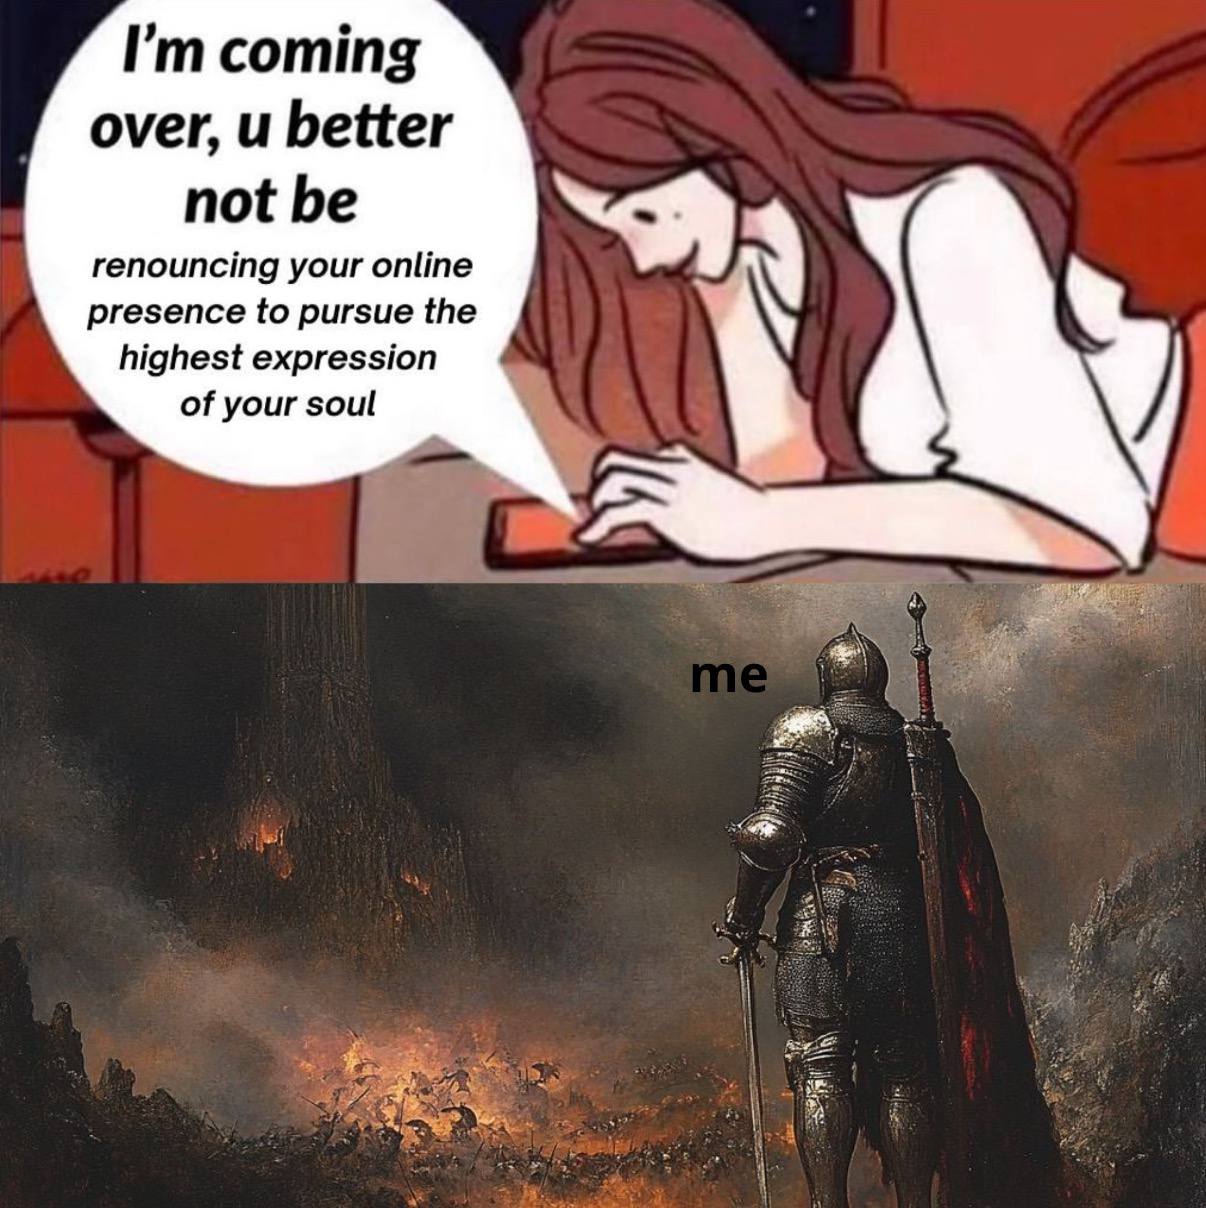 I'm coming
over, u better
not be
renouncing your online
presence to pursue the
highest expression
of your soul
me